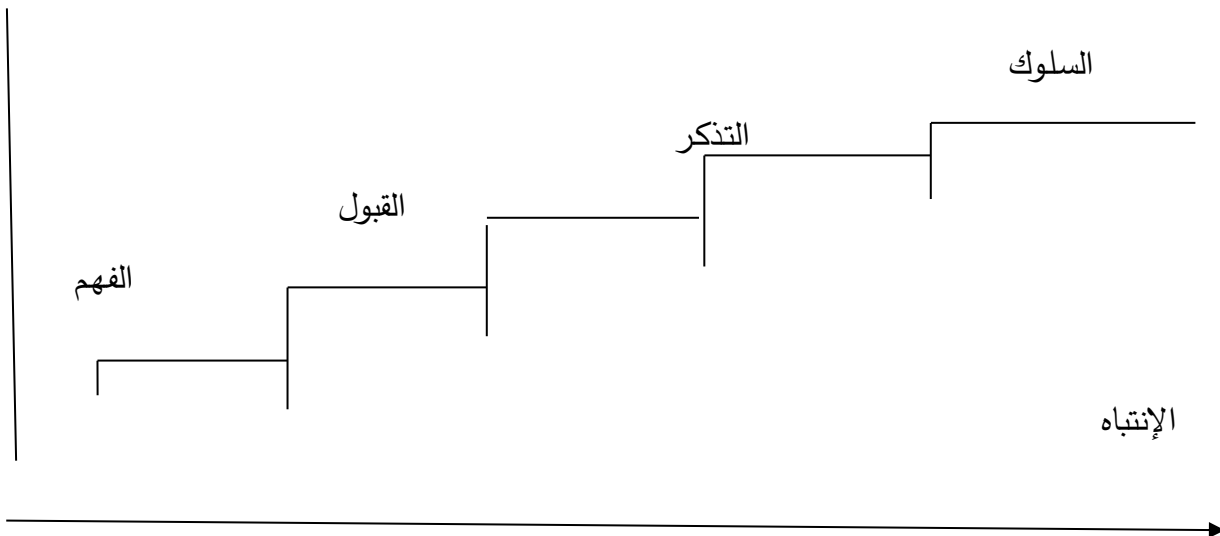 السلوك
التذكر
القبول
الفهم
الإنتباه